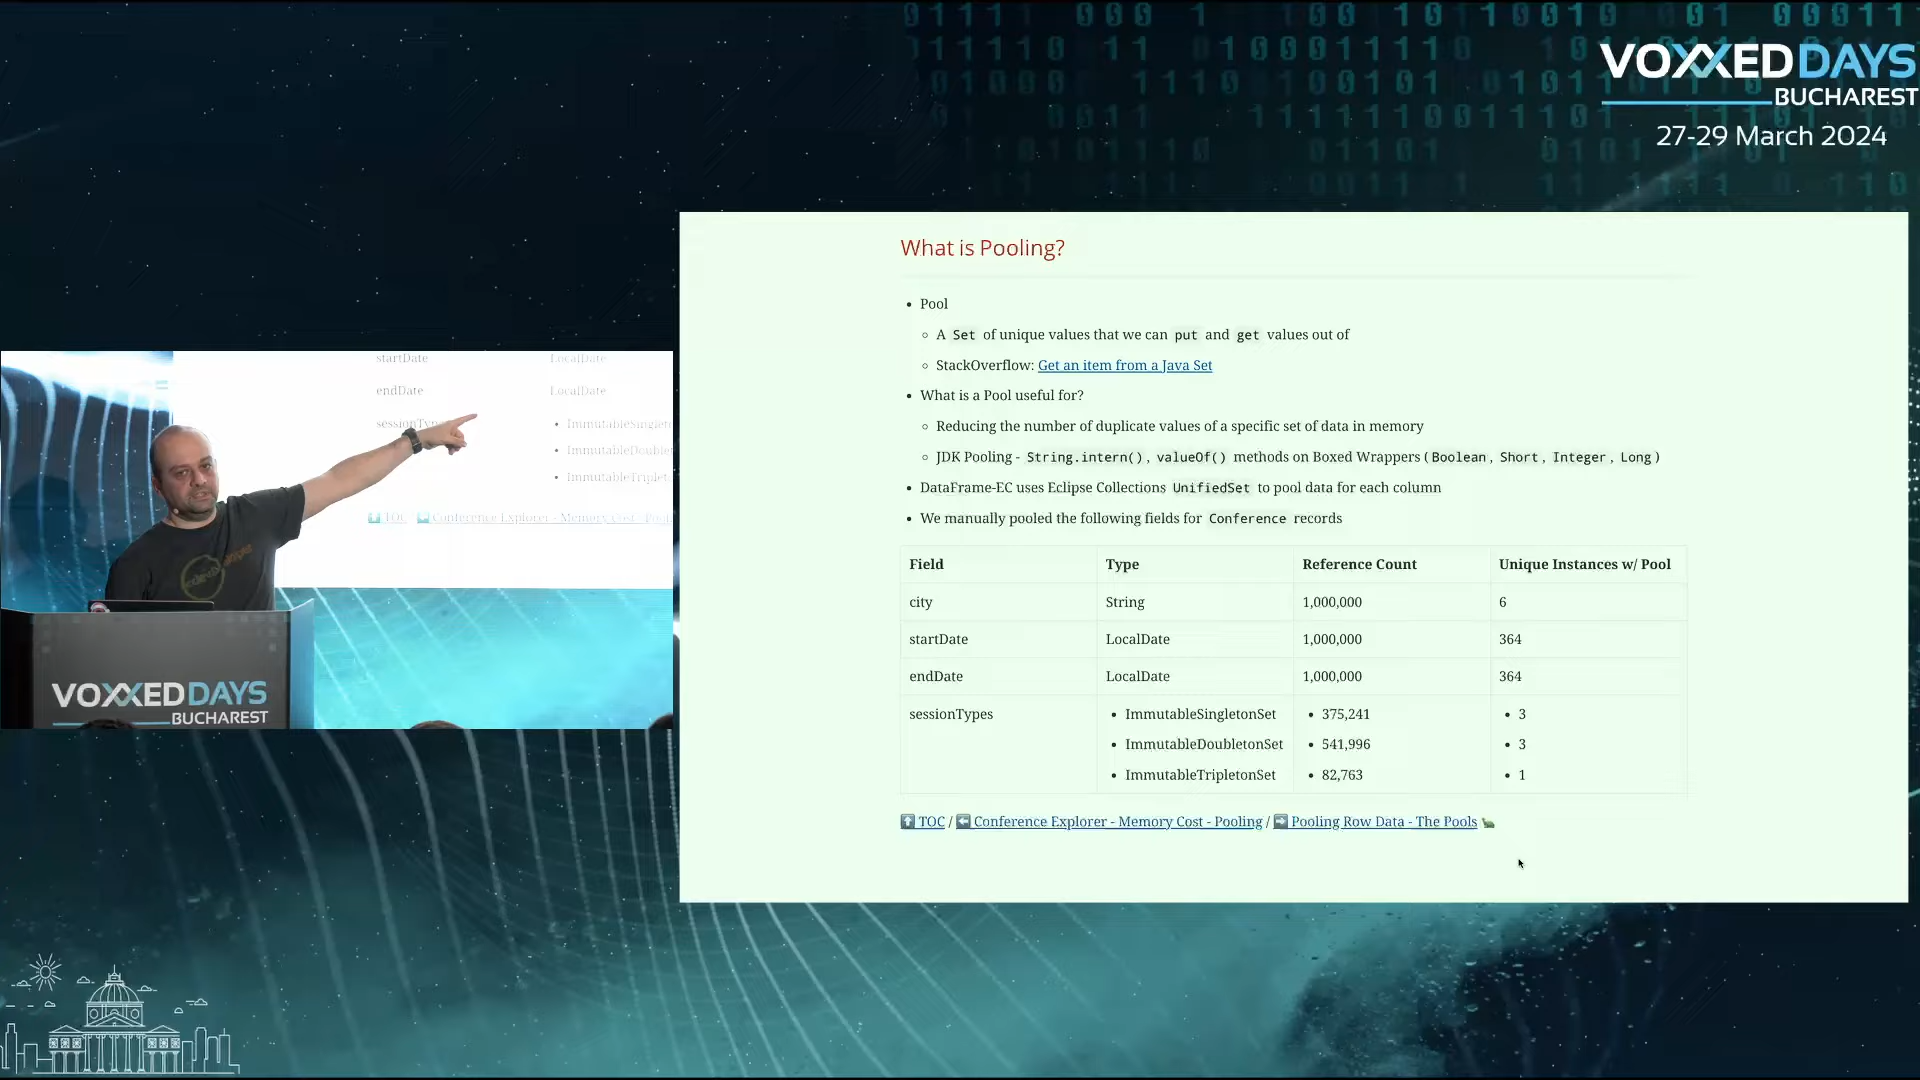 VOXXEDDAYS
BUCHAREST
27-29 March 2024
What is Pooling?
• Pool
◦ A Set of unique values that we can put and get values out of
◦ StackOverflow: Get an item from a Java Set
• What is a Pool useful for?
◦ Reducing the number of duplicate values of a specific set of data in memory
◦ JDK Pooling - String.intern(), valueOf() methods on Boxed Wrappers (Boolean, Short, Integer, Long)
• DataFrame-EC uses Eclipse Collections UnifiedSet to pool data for each column
• We manually pooled the following fields for Conference records
Field Type Reference Count Unique Instances w/ Pool
city String 1,000,000 6
startDate LocalDate 1,000,000 364
endDate LocalDate 1,000,000 364
sessionTypes • ImmutableSingletonSet • 375,241 • 3
• ImmutableDoubletonSet • 541,996 • 3
• ImmutableTripletonSet • 82,763 • 1
TOC / Conference Explorer - Memory Cost - Pooling / Pooling Row Data - The Pools
startDate LocalDate
endDate LocalDate
TOC Conference Explorer - Memory Cost
VOXXEDDAYS
BUCHAREST